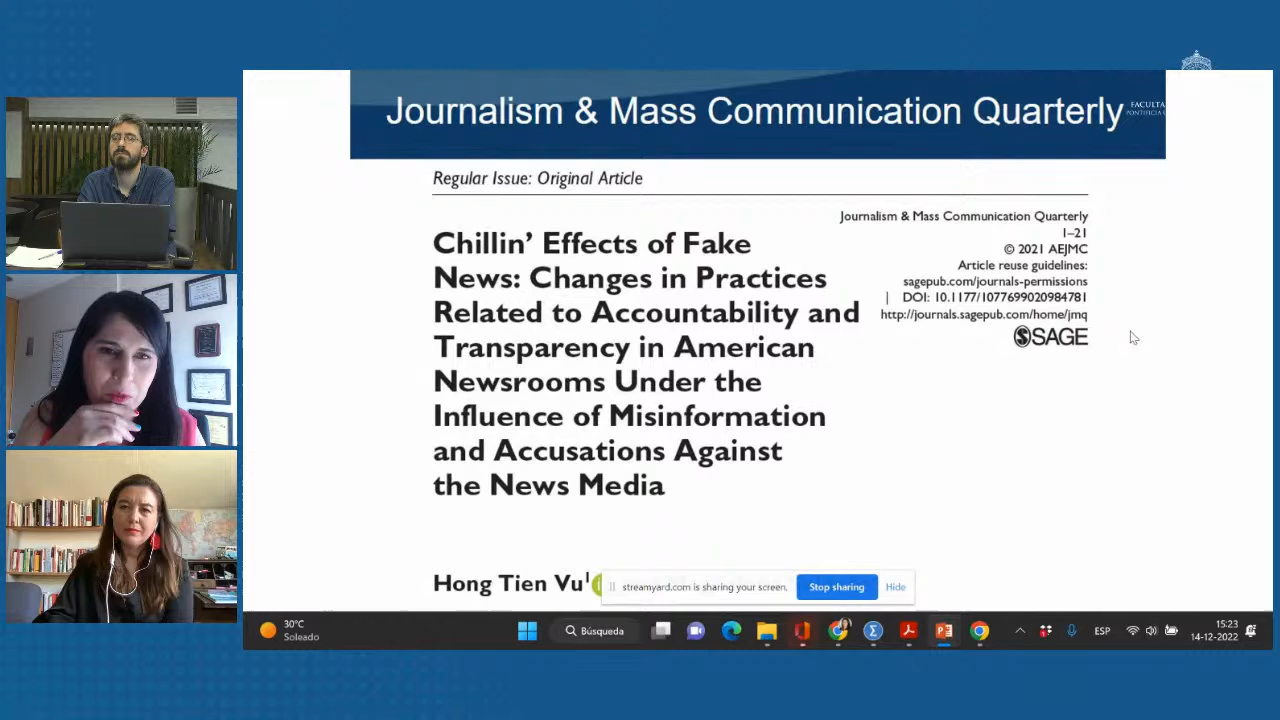 Journalism & Mass Communication Quarterly
FACULTA
PONTIFICIA
Regular Issue: Original Article
Journalism & Mass Communication Quarterly
1–21
© 2021 AEJMC
Article reuse guidelines:
sagepub.com/journals-permissions
DOI: 10.1177/1077699020984781
http://journals.sagepub.com/home/jmq
SAGE
Chillin’ Effects of Fake
News: Changes in Practices
Related to Accountability and
Transparency in American
Newsrooms Under the
Influence of Misinformation
and Accusations Against
the News Media
Hong Tien Vu1
streamyard.com is sharing your screen.
Stop sharing
Hide
30°C
Soleado
Búsqueda
ESP
15:23
14-12-2022